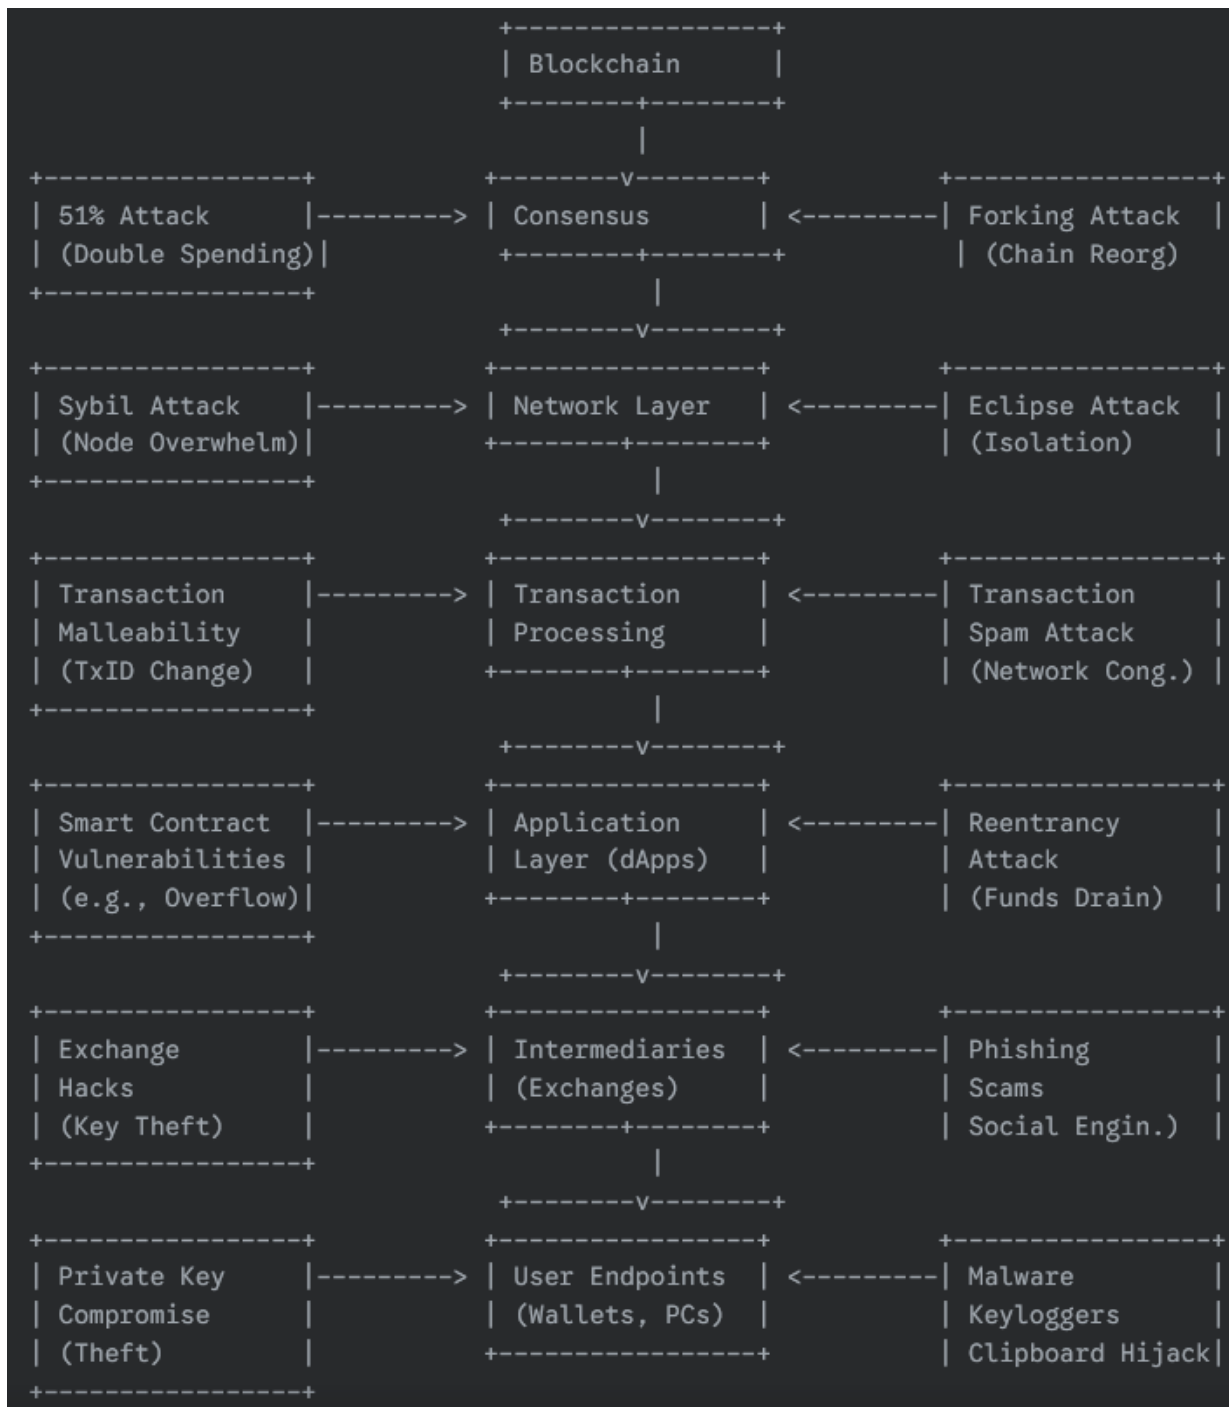 +-----------------+
| Blockchain      |
+--------+--------+
|
+-----------------+ +--------v--------+ +-----------------+
| 51% Attack      |---------> | Consensus       | <---------| Forking Attack  |
| (Double Spending)| +--------+--------+ | (Chain Reorg)
+-----------------+ |
+--------v--------+
+-----------------+ +-----------------+ +-----------------+
| Sybil Attack    |---------> | Network Layer   | <---------| Eclipse Attack  |
| (Node Overwhelm)| +--------+--------+ | (Isolation)     |
+-----------------+ |
+--------v--------+
+-----------------+ +-----------------+ +-----------------+
| Transaction     |---------> | Transaction     | <---------| Transaction     |
| Malleability    | | Processing      | | Spam Attack     |
| (TxID Change)   | +--------+--------+ | (Network Cong.) |
+-----------------+ |
+--------v--------+
+-----------------+ +-----------------+ +-----------------+
| Smart Contract  |---------> | Application     | <---------| Reentrancy      |
| Vulnerabilities | | Layer (dApps)   | | Attack          |
| (e.g., Overflow)| +--------+--------+ | (Funds Drain)   |
+-----------------+ |
+--------v--------+
+-----------------+ +-----------------+ +-----------------+
| Exchange        |---------> | Intermediaries  | <---------| Phishing        |
| Hacks           | | (Exchanges)     | | Scams           |
| (Key Theft)     | +--------+--------+ | Social Engin.)  |
+-----------------+ |
+--------v--------+
+-----------------+ +-----------------+ +-----------------+
| Private Key     |---------> | User Endpoints  | <---------| Malware         |
| Compromise      | | (Wallets, PCs)  | | Keyloggers      |
| (Theft)         | +-----------------+ | Clipboard Hijack|
+-----------------+